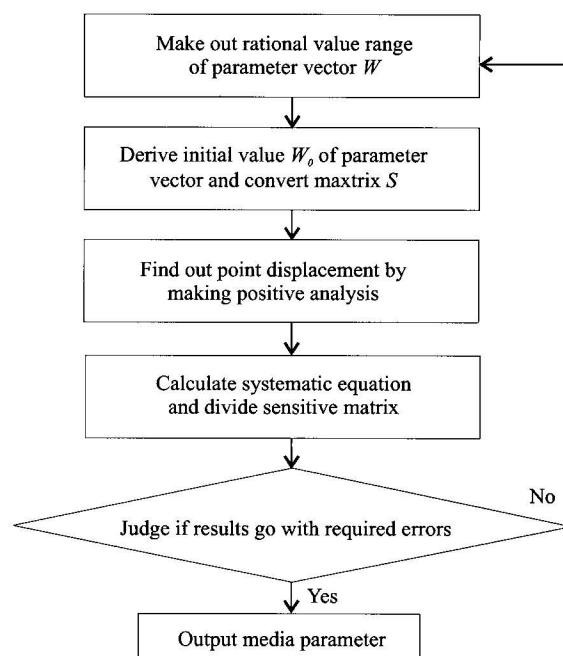 Make out rational value range
of parameter vector W
Derive initial value W₀ of parameter
vector and convert maxtrix S
Find out point displacement by
making positive analysis
Calculate systematic equation
and divide sensitive matrix
No
Judge if results go with required errors
Yes
Output media parameter